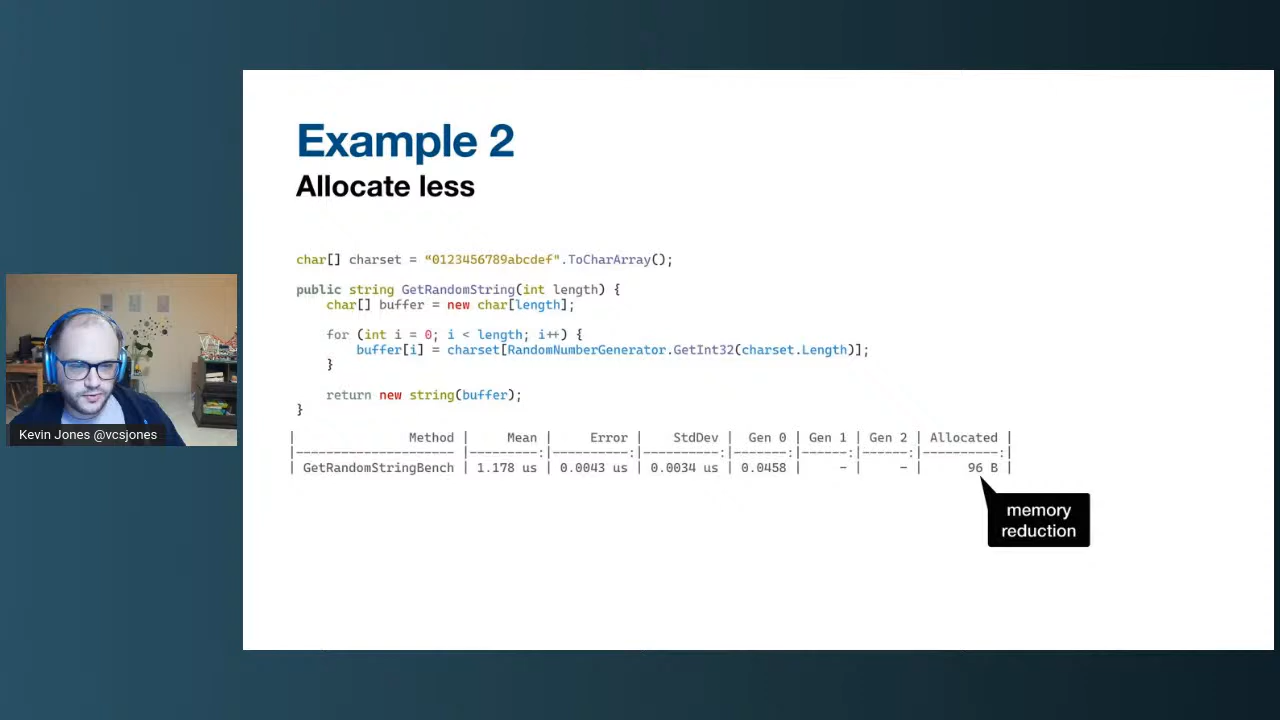 Example 2
Allocate less
char[] charset = “0123456789abcdef”.ToCharArray();
public string GetRandomString(int length) {
    char[] buffer = new char[length];
    for (int i = 0; i < length; i++) {
        buffer[i] = charset[RandomNumberGenerator.GetInt32(charset.Length)];
    }
    return new string(buffer);
}
|               Method |     Mean |     Error |    StdDev |  Gen 0 | Gen 1 | Gen 2 | Allocated |
|--------------------- |---------:|----------:|----------:|-------:|------:|------:|----------:|
| GetRandomStringBench | 1.178 us | 0.0043 us | 0.0034 us | 0.0458 |     - |     - |      96 B |
memory
reduction
Kevin Jones @vcsjones